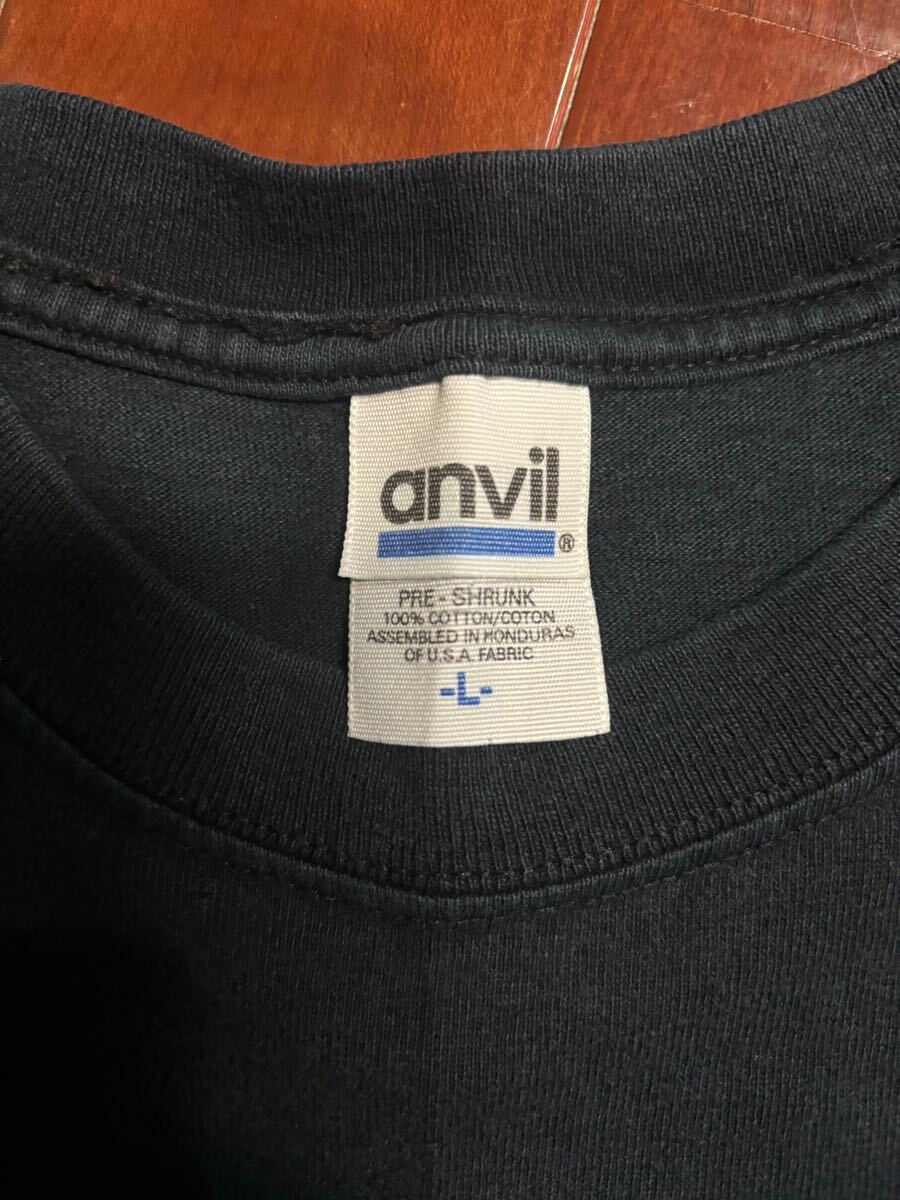 anvil®
PRE-SHRUNK
100% COTTON/COTON
ASSEMBLED IN HONDURAS
OF U.S.A. FABRIC
-L-